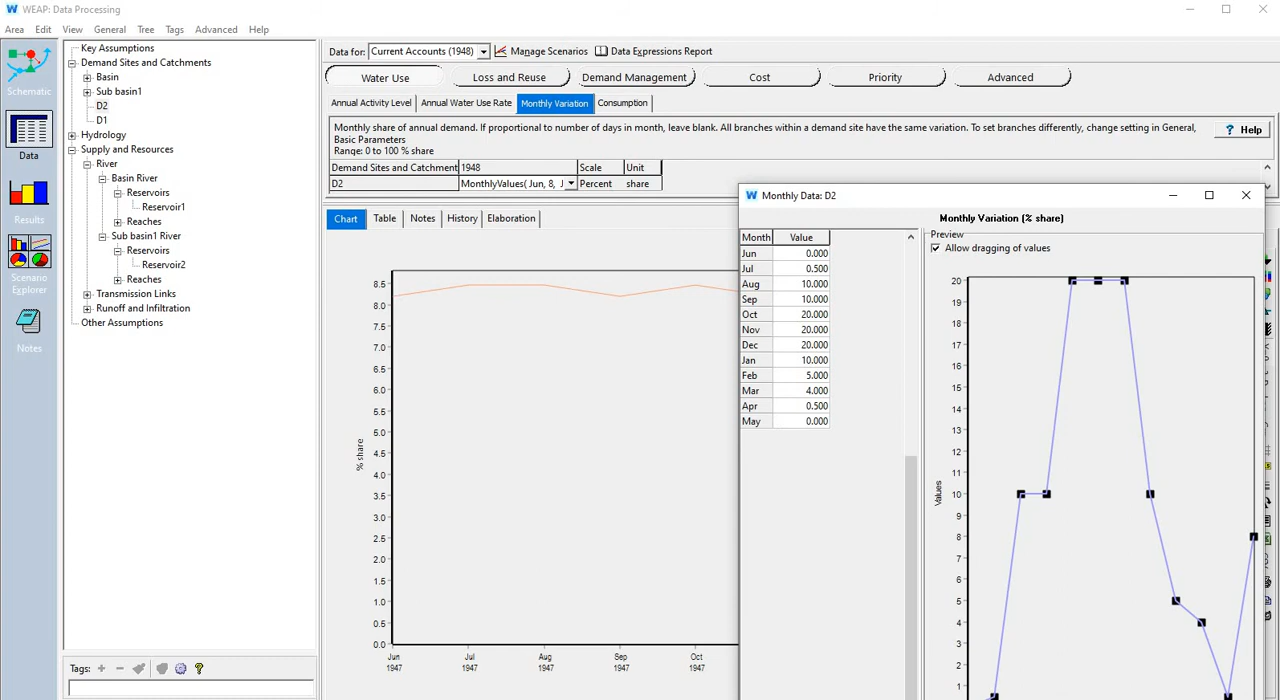 WEAP: Data Processing
Area Edit View General Tree Tags Advanced Help
Schematic
Data
Results
Scenario
Explorer
Notes
Key Assumptions
Demand Sites and Catchments
Basin
Sub basin1
D2
D1
Hydrology
Supply and Resources
River
Basin River
Reservoirs
Reservoir1
Reaches
Sub basin1 River
Reservoirs
Reservoir2
Reaches
Transmission Links
Runoff and Infiltration
Other Assumptions
Tags:
Data for: Current Accounts (1948) Manage Scenarios Data Expressions Report
Water Use Loss and Reuse Demand Management Cost Priority Advanced
Annual Activity Level Annual Water Use Rate Monthly Variation Consumption
Monthly share of annual demand. If proportional to number of days in month, leave blank. All branches within a demand site have the same variation. To set branches differently, change setting in General,
Basic Parameters
Range: 0 to 100 % share
? Help
Demand Sites and Catchment 1948 Scale Unit
D2 MonthlyValues( Jun, 8, J Percent share
Chart Table Notes History Elaboration
8.5
8.0
7.5
7.0
6.5
6.0
5.5
5.0
4.5
4.0
3.5
3.0
2.5
2.0
1.5
1.0
0.5
0.0
% share
Jun Jul Aug Sep Oct
1947 1947 1947 1947 1947
Monthly Data: D2
Monthly Variation (% share)
Month Value
Jun 0.000
Jul 0.500
Aug 10.000
Sep 10.000
Oct 20.000
Nov 20.000
Dec 20.000
Jan 10.000
Feb 5.000
Mar 4.000
Apr 0.500
May 0.000
Preview
Allow dragging of values
20
19
18
17
16
15
14
13
12
11
10
9
8
7
6
5
4
3
2
1
Values